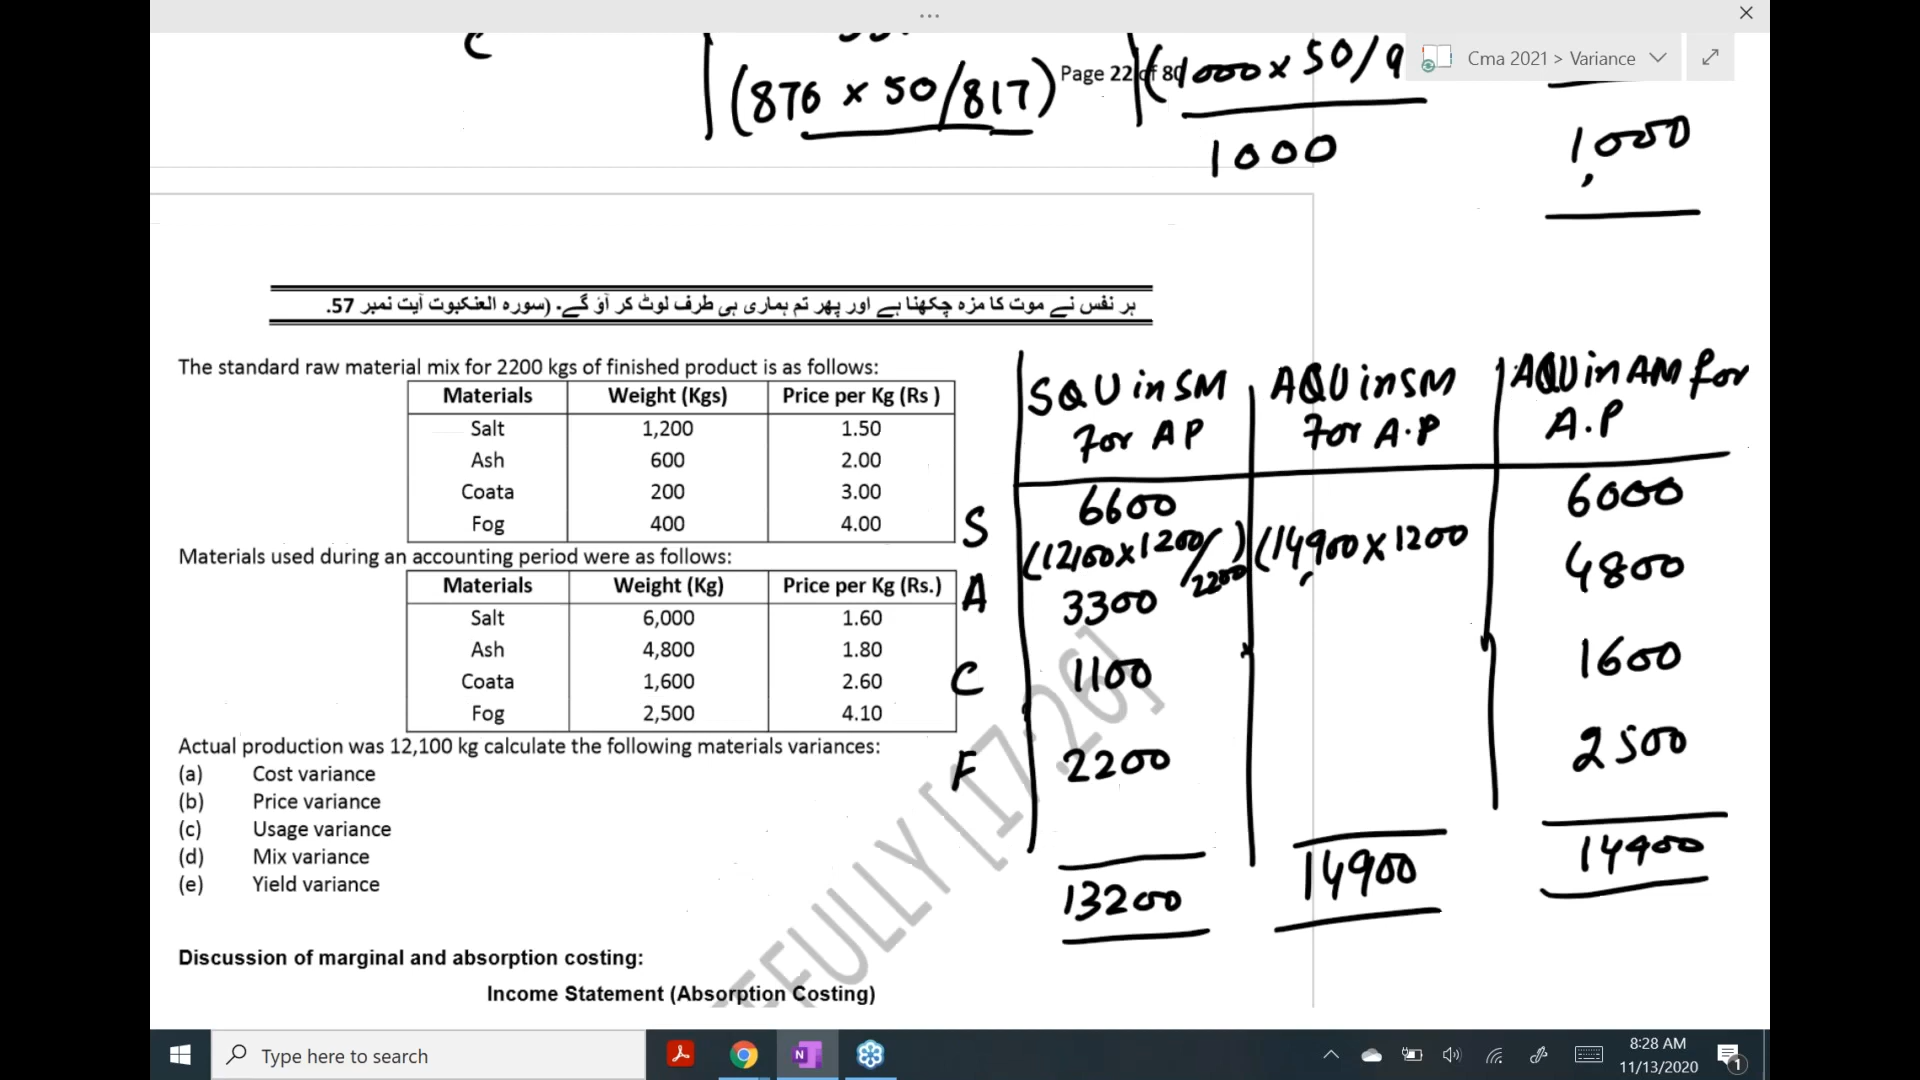 ...
Cma 2021 > Variance
(876 × 50/817)
Page 22 of 80
(1000 × 50/9
1000
1,000
ہر نفس نے موت کا مزہ چکھنا ہے اور پھر تم ہماری ہی طرف لوٹ کر آؤ گے۔ (سورہ العنکبوت آیت نمبر 57.
The standard raw material mix for 2200 kgs of finished product is as follows:
Materials Weight (Kgs) Price per Kg (Rs )
Salt 1,200 1.50
Ash 600 2.00
Coata 200 3.00
Fog 400 4.00
Materials used during an accounting period were as follows:
Materials Weight (Kg) Price per Kg (Rs.)
Salt 6,000 1.60
Ash 4,800 1.80
Coata 1,600 2.60
Fog 2,500 4.10
Actual production was 12,100 kg calculate the following materials variances:
(a) Cost variance
(b) Price variance
(c) Usage variance
(d) Mix variance
(e) Yield variance
Discussion of marginal and absorption costing:
Income Statement (Absorption Costing)
SQU in SM AQU in SM AQU in AM for
For AP For A.P A.P
S 6600 6000
(12100×1200/2200) (14,900×1200
A 3300 4800
C 1100 1600
F 2200 2500
13200 14900 14900
FULLY [17:26]
Type here to search
8:28 AM
11/13/2020
1